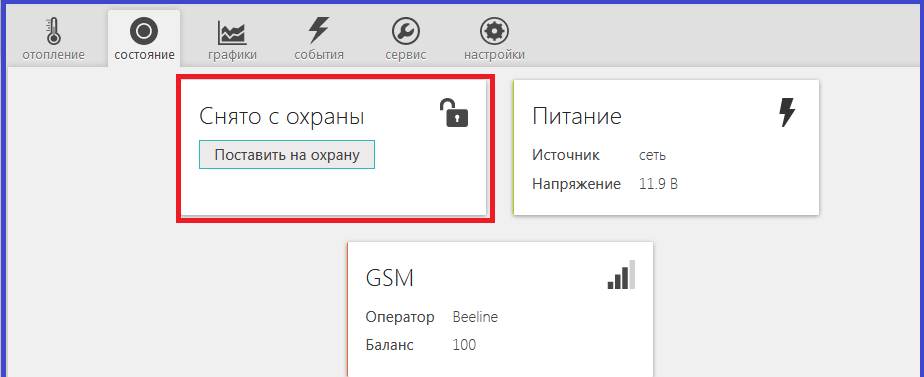 отопление состояние графики события сервис настройки
Снято с охраны
Поставить на охрану
Питание
Источник сеть
Напряжение 11.9 В
GSM
Оператор Beeline
Баланс 100